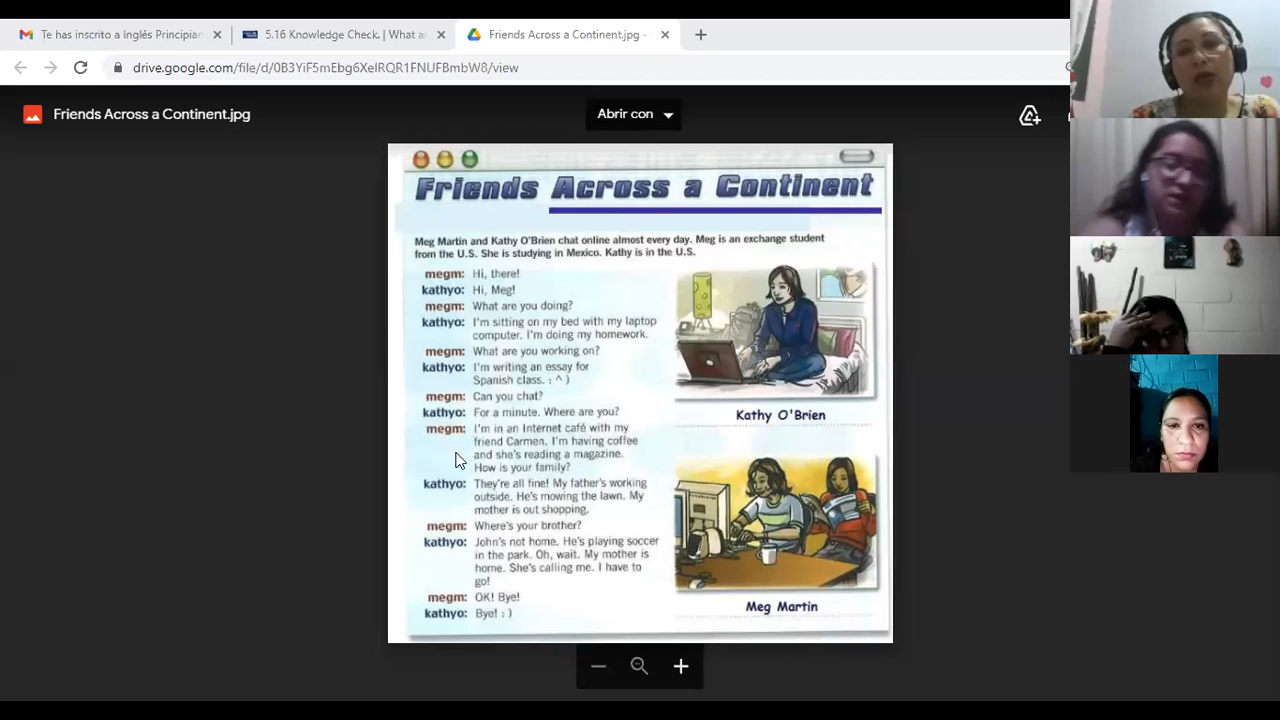 Te has inscrito a Inglés Principian
5.16 Knowledge Check. | What a
Friends Across a Continent.jpg -
drive.google.com/file/d/0B3YiF5mEbg6XelRQR1FNUFBmbW8/view
Friends Across a Continent.jpg
Abrir con
Friends Across a Continent
Meg Martin and Kathy O'Brien chat online almost every day. Meg is an exchange student
from the U.S. She is studying in Mexico. Kathy is in the U.S.
megm: Hi, there!
kathyo: Hi, Meg!
megm: What are you doing?
kathyo: I'm sitting on my bed with my laptop
computer. I'm doing my homework.
megm: What are you working on?
kathyo: I'm writing an essay for
Spanish class. : ^ )
megm: Can you chat?
kathyo: For a minute. Where are you?
megm: I'm in an Internet café with my
friend Carmen. I'm having coffee
and she's reading a magazine.
How is your family?
kathyo: They're all fine! My father's working
outside. He's mowing the lawn. My
mother is out shopping.
megm: Where's your brother?
kathyo: John's not home. He's playing soccer
in the park. Oh, wait. My mother is
home. She's calling me. I have to
go!
megm: OK! Bye!
kathyo: Bye! : )
Kathy O'Brien
Meg Martin